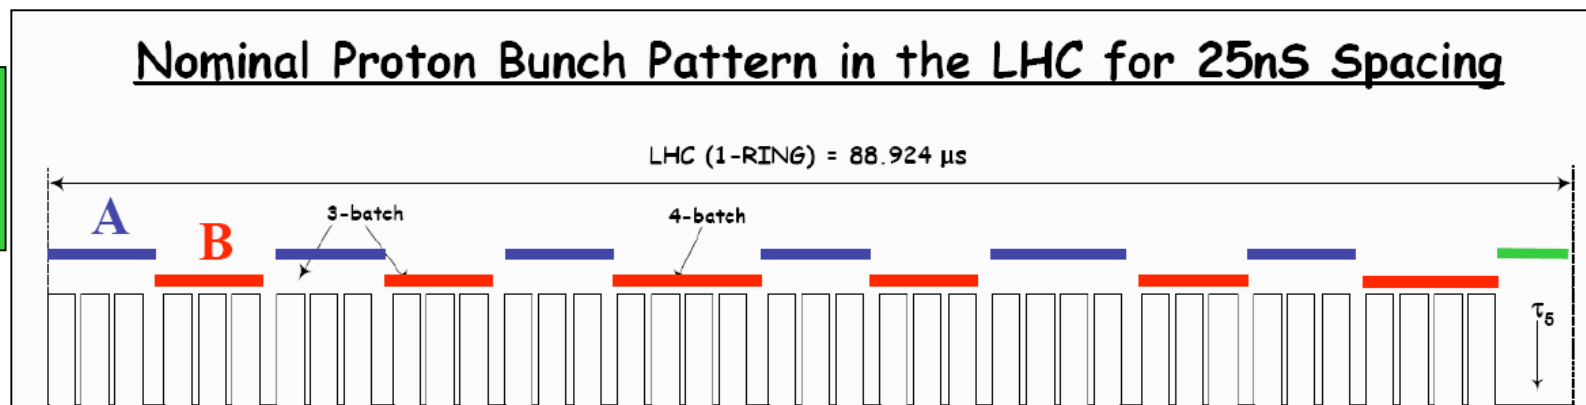 Nominal Proton Bunch Pattern in the LHC for 25nS Spacing
LHC (1-RING) = 88.924 µs
A
3-batch
4-batch
B
τ5